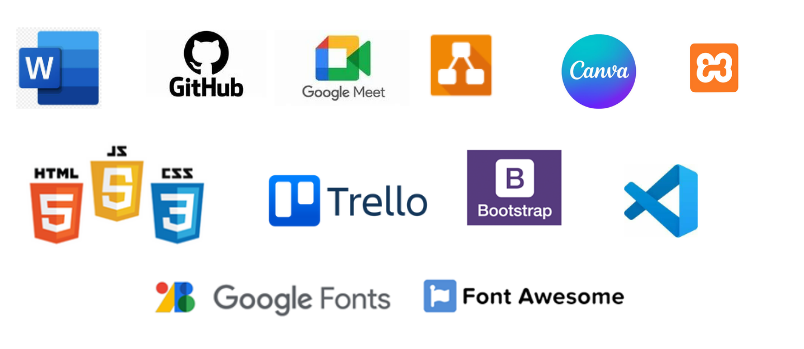 W
GitHub
Google Meet
Canva
HTML
5
JS
5
CSS
3
Trello
B
Bootstrap
Google Fonts
Font Awesome